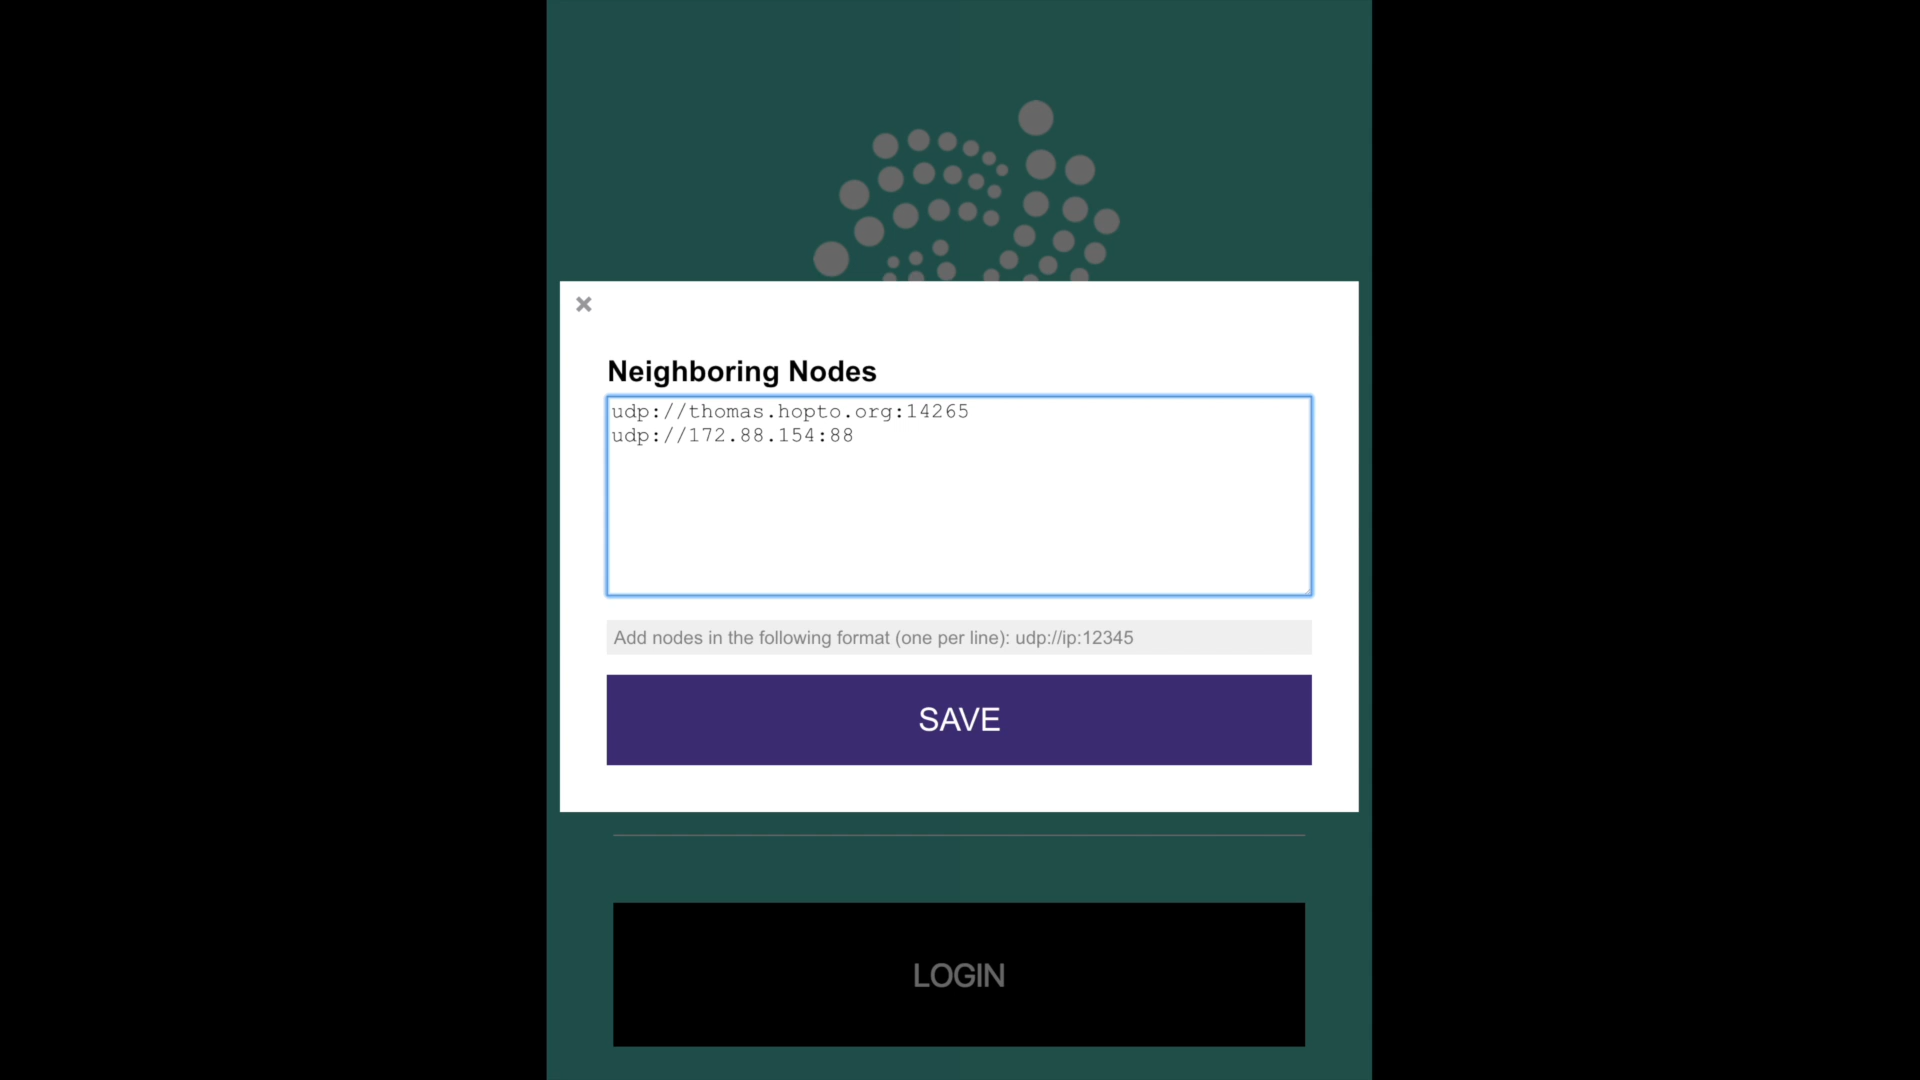 Neighboring Nodes
udp://thomas.hopto.org:14265
udp://172.88.154:88
Add nodes in the following format (one per line): udp://ip:12345
SAVE
LOGIN